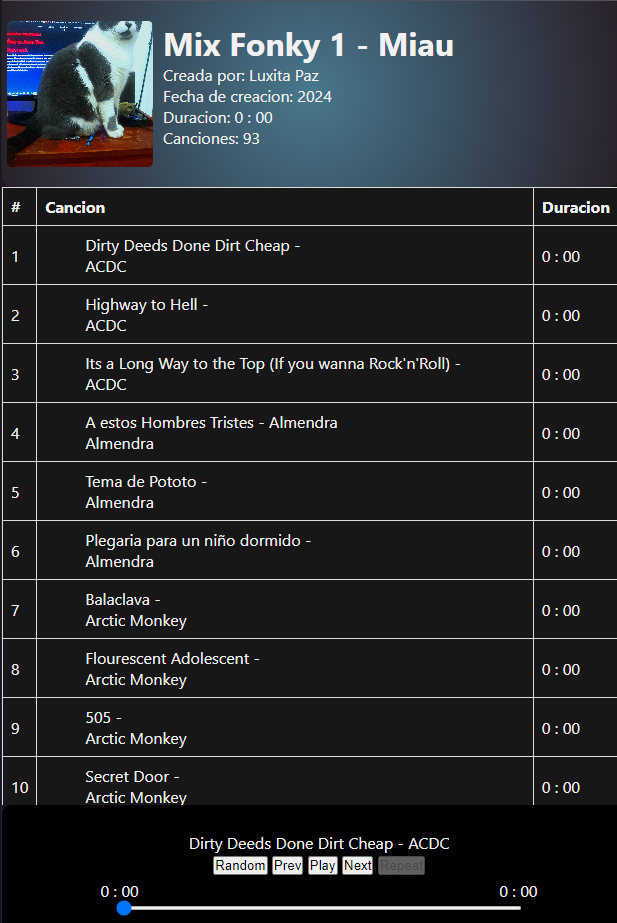 Mix Fonky 1 - Miau
Creada por: Luxita Paz
Fecha de creacion: 2024
Duracion: 0 : 00
Canciones: 93
# Cancion Duracion
1 Dirty Deeds Done Dirt Cheap - 0 : 00
ACDC
2 Highway to Hell - 0 : 00
ACDC
3 Its a Long Way to the Top (If you wanna Rock'n'Roll) - 0 : 00
ACDC
4 A estos Hombres Tristes - Almendra 0 : 00
Almendra
5 Tema de Pototo - 0 : 00
Almendra
6 Plegaria para un niño dormido - 0 : 00
Almendra
7 Balaclava - 0 : 00
Arctic Monkey
8 Flourescent Adolescent - 0 : 00
Arctic Monkey
9 505 - 0 : 00
Arctic Monkey
10 Secret Door - 0 : 00
Arctic Monkey
Dirty Deeds Done Dirt Cheap - ACDC
Random Prev Play Next Repeat
0 : 00 0 : 00